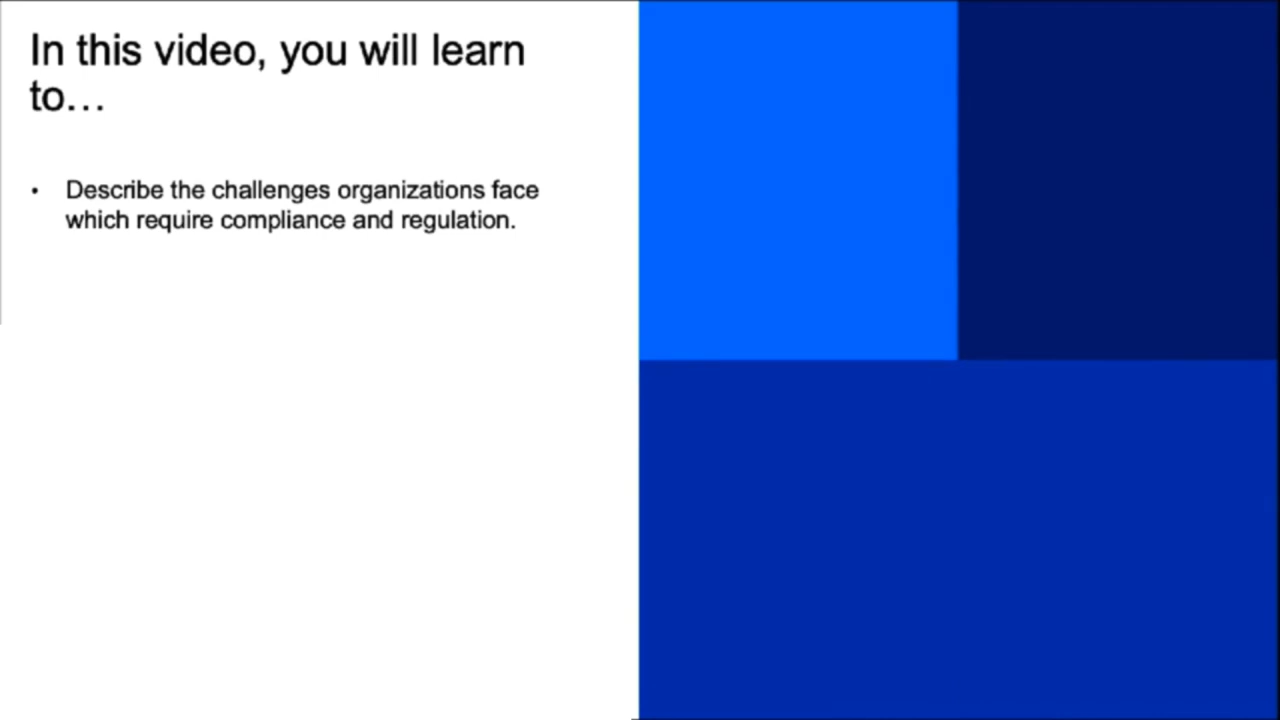 In this video, you will learn
to…
• Describe the challenges organizations face
which require compliance and regulation.